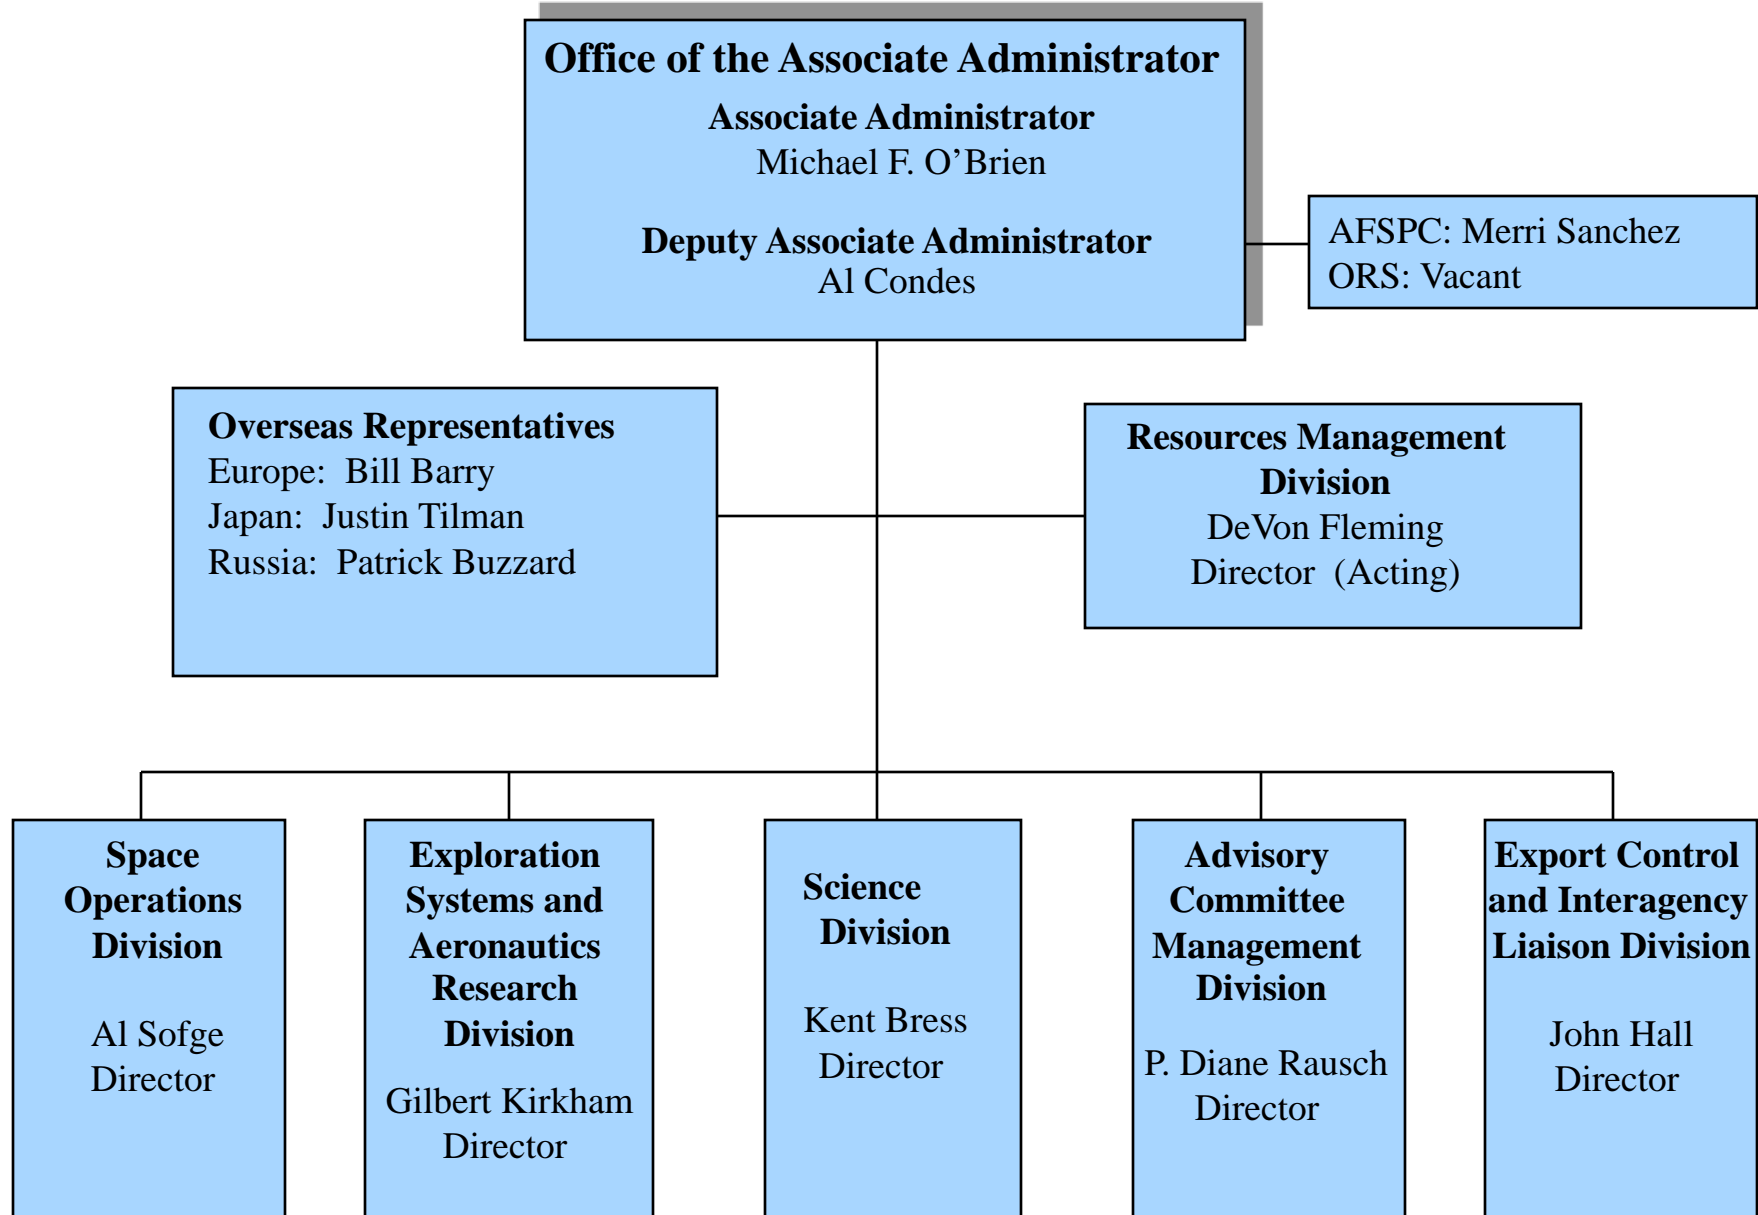 Office of the Associate Administrator
Associate Administrator
Michael F. O’Brien
Deputy Associate Administrator
Al Condes
AFSPC: Merri Sanchez
ORS: Vacant
Overseas Representatives
Europe:  Bill Barry
Japan:  Justin Tilman
Russia:  Patrick Buzzard
Resources Management
Division
DeVon Fleming
Director  (Acting)
Space
Operations
Division
Al Sofge
Director
Exploration
Systems and
Aeronautics
Research
Division
Gilbert Kirkham
Director
Science
Division
Kent Bress
Director
Advisory
Committee
Management
Division
P. Diane Rausch
Director
Export Control
and Interagency
Liaison Division
John Hall
Director